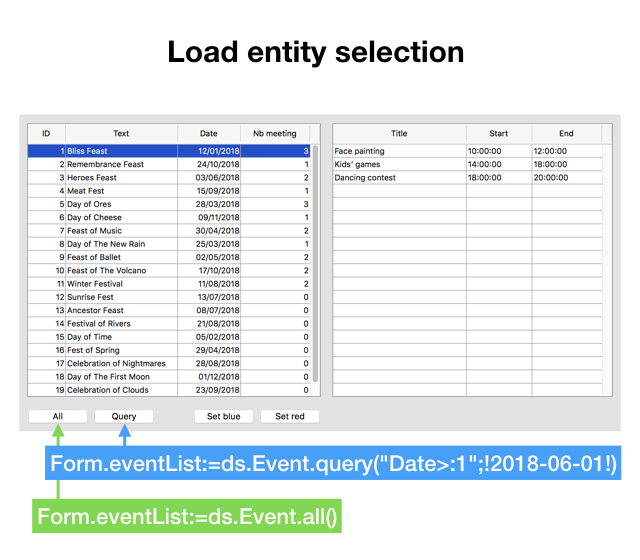 Load entity selection
ID Text Date Nb meeting Title Start End
1 Bliss Feast 12/01/2018 3 Face painting 10:00:00 12:00:00
2 Remembrance Feast 24/10/2018 1 Kids' games 14:00:00 18:00:00
3 Heroes Feast 03/06/2018 2 Dancing contest 18:00:00 20:00:00
4 Meat Fest 15/09/2018 1
5 Day of Ores 28/03/2018 3
6 Day of Cheese 09/11/2018 1
7 Feast of Music 30/04/2018 2
8 Day of The New Rain 25/03/2018 1
9 Feast of Ballet 02/05/2018 2
10 Feast of The Volcano 17/10/2018 2
11 Winter Festival 11/08/2018 2
12 Sunrise Fest 13/07/2018 0
13 Ancestor Feast 08/07/2018 0
14 Festival of Rivers 21/08/2018 0
15 Day of Time 05/02/2018 0
16 Fest of Spring 29/04/2018 0
17 Celebration of Nightmares 28/08/2018 0
18 Day of The First Moon 01/12/2018 0
19 Celebration of Clouds 23/09/2018 0
All Query Set blue Set red
Form.eventList:=ds.Event.query("Date>:1";!2018-06-01!)
Form.eventList:=ds.Event.all()